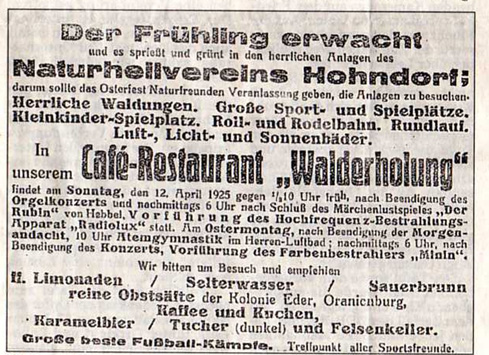 Der Frühling erwacht
und es sprießt und grünt in den herrlichen Anlagen des
Naturheilvereins Hohndorf;
darum sollte das Osterfest Naturfreunden Veranlassung geben, die Anlagen zu besuchen.
Herrliche Waldungen. Große Sport- und Spielplätze.
Kleinkinder-Spielplatz. Roll- und Rodelbahn. Rundlauf.
Luft-, Licht- und Sonnenbäder.
In unserem Café-Restaurant „Walderholung"
findet am Sonntag, den 12. April 1925 gegen 10 Uhr früh, nach Beendigung des
Orgelkonzerts und nachmittags 6 Uhr nach Schluß des Märchenlustspieles „Der
Rubin" von Hebbel, Vorführung des Hochfrequenz-Bestrahlungs-
Apparat „Radiolux" statt. Am Ostermontag, nach Beendigung der Morgen-
andacht, 10 Uhr Atemgymnastik im Herren-Luftbad; nachmittags 6 Uhr, nach
Beendigung des Konzerts, Vorführung des Farbenbestrahlers „Minin".
Wir bitten um Besuch und empfehlen
ff. Limonaden / Selterwasser / Sauerbrunn
reine Obstsäfte der Kolonie Eder, Oranienburg,
Kaffee und Kuchen,
Karamelbier / Tucher (dunkel) und Felsenkeller.
Große beste Fußball-Kämpfe. Treffpunkt aller Sportsfreunde.